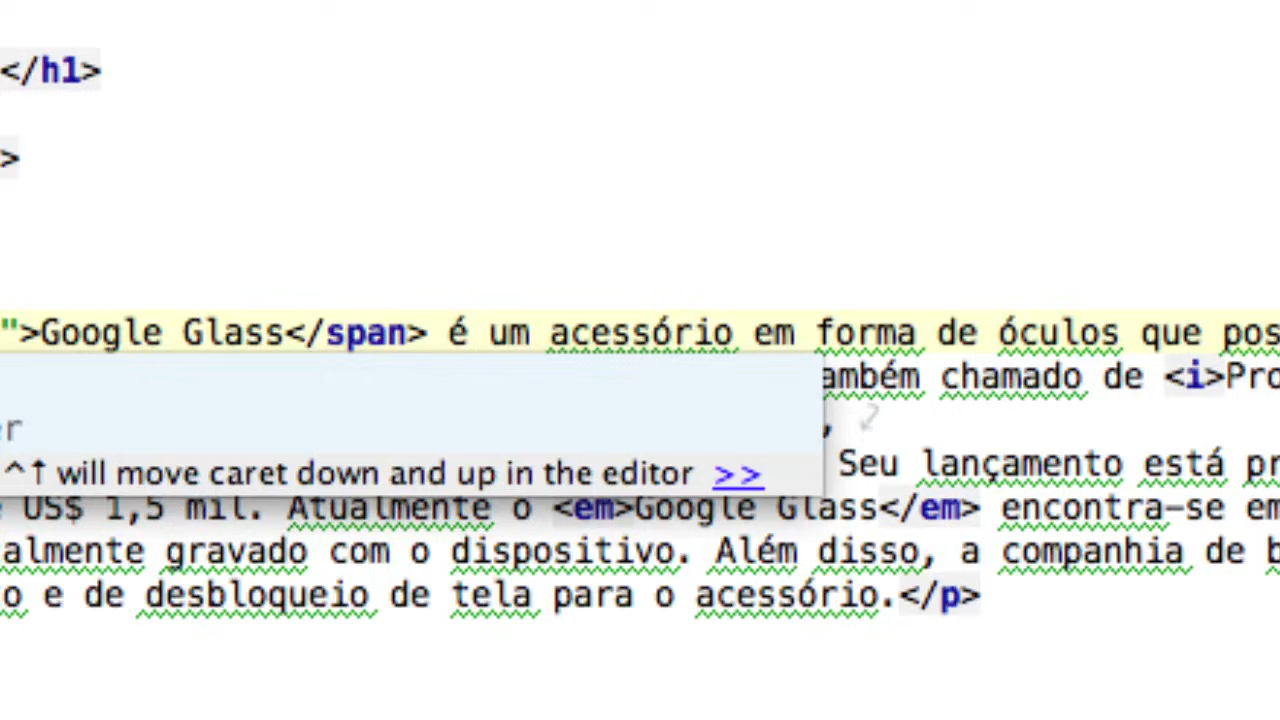 </h1>
>
">Google Glass</span> é um acessório em forma de óculos que pos
ambém chamado de <i>Pro
er ,
^↑ will move caret down and up in the editor >> Seu lançamento está pr
US$ 1,5 mil. Atualmente o <em>Google Glass</em> encontra-se em
almente gravado com o dispositivo. Além disso, a companhia de b
o e de desbloqueio de tela para o acessório.</p>